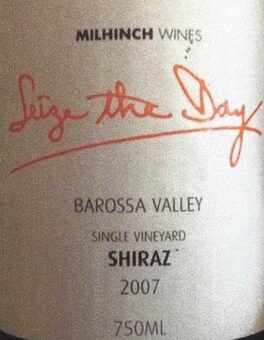 MILHINCH WINES
Seize the Day
BAROSSA VALLEY
SINGLE VINEYARD
SHIRAZ
2007
750ML